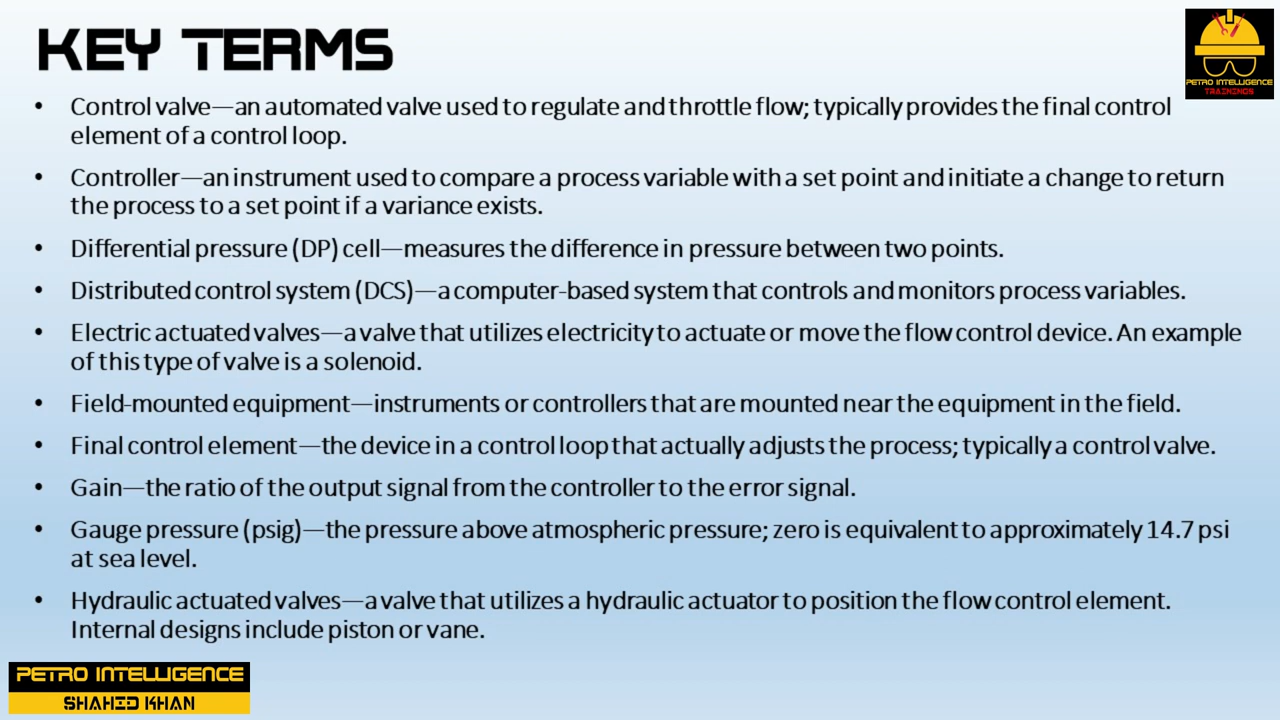 KEY TERMS
PETRO INTELLIGENCE
TRAININGS
• Control valve—an automated valve used to regulate and throttle flow; typically provides the final control
element of a control loop.
• Controller—an instrument used to compare a process variable with a set point and initiate a change to return
the process to a set point if a variance exists.
• Differential pressure (DP) cell—measures the difference in pressure between two points.
• Distributed control system (DCS)—a computer-based system that controls and monitors process variables.
• Electric actuated valves—a valve that utilizes electricity to actuate or move the flow control device. An example
of this type of valve is a solenoid.
• Field-mounted equipment—instruments or controllers that are mounted near the equipment in the field.
• Final control element—the device in a control loop that actually adjusts the process; typically a control valve.
• Gain—the ratio of the output signal from the controller to the error signal.
• Gauge pressure (psig)—the pressure above atmospheric pressure; zero is equivalent to approximately 14.7 psi
at sea level.
• Hydraulic actuated valves—a valve that utilizes a hydraulic actuator to position the flow control element.
Internal designs include piston or vane.
PETRO INTELLIGENCE
SHAHID KHAN